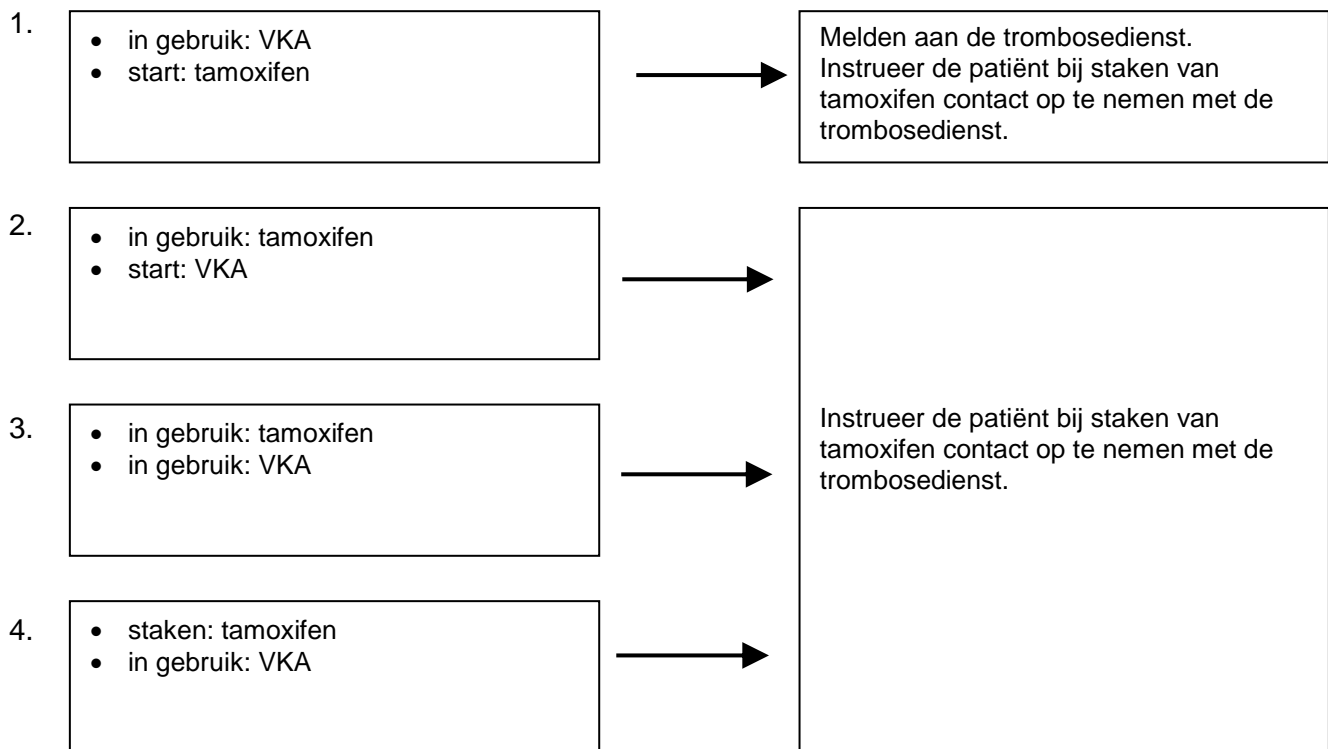 1.
• in gebruik: VKA
• start: tamoxifen
Melden aan de trombosedienst.
Instrueer de patiënt bij staken van
tamoxifen contact op te nemen met de
trombosedienst.
2.
• in gebruik: tamoxifen
• start: VKA
3.
• in gebruik: tamoxifen
• in gebruik: VKA
Instrueer de patiënt bij staken van
tamoxifen contact op te nemen met de
trombosedienst.
4.
• staken: tamoxifen
• in gebruik: VKA